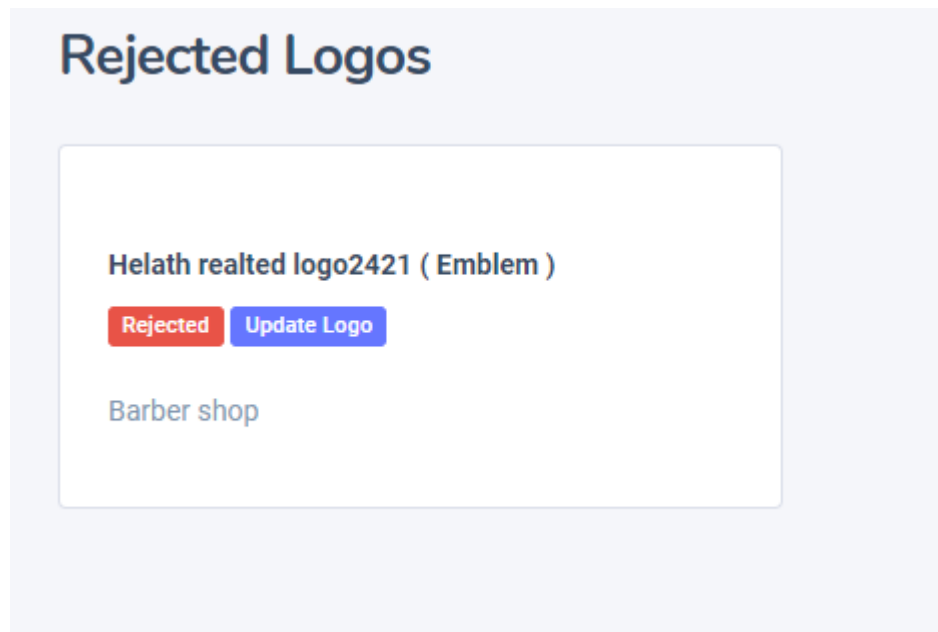 Rejected Logos
Helath realted logo2421 ( Emblem )
Rejected Update Logo
Barber shop